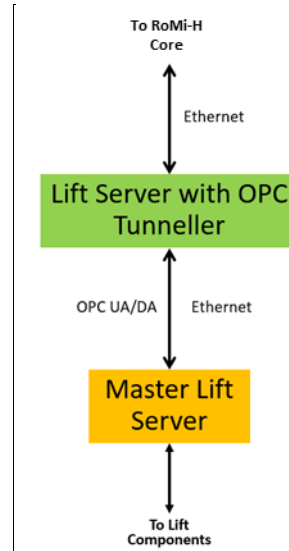 To RoMi-H
Core
Ethernet
Lift Server with OPC
Tunneller
OPC UA/DA Ethernet
Master Lift
Server
To Lift
Components